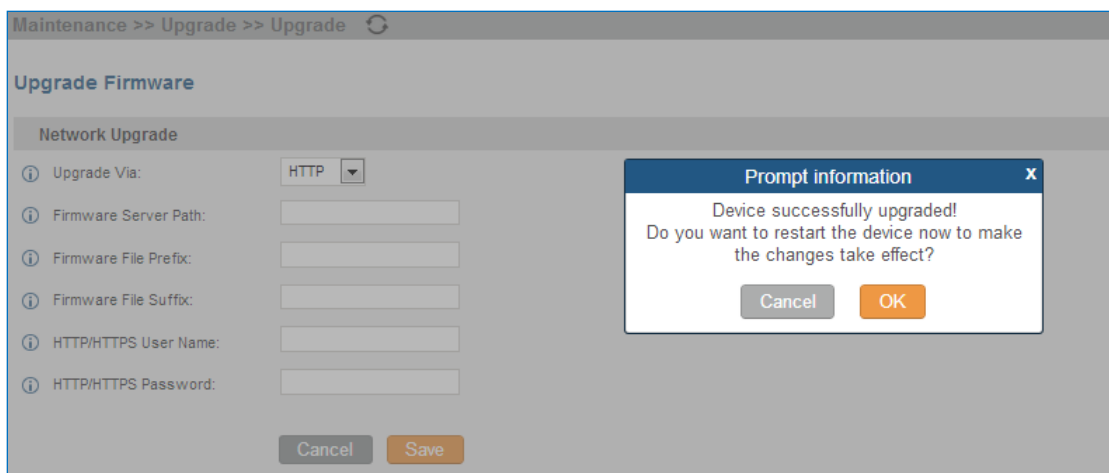 Maintenance >> Upgrade >> Upgrade
Upgrade Firmware
Network Upgrade
Upgrade Via:
HTTP
Firmware Server Path:
Firmware File Prefix:
Firmware File Suffix:
HTTP/HTTPS User Name:
HTTP/HTTPS Password:
Cancel Save
Prompt information x
Device successfully upgraded!
Do you want to restart the device now to make
the changes take effect?
Cancel OK